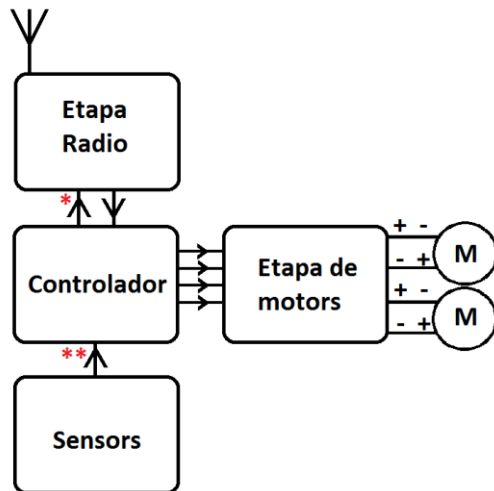 Etapa
Radio
*
Controlador
Etapa de
motors
+ -
- +
+ -
- +
M
M
**
Sensors